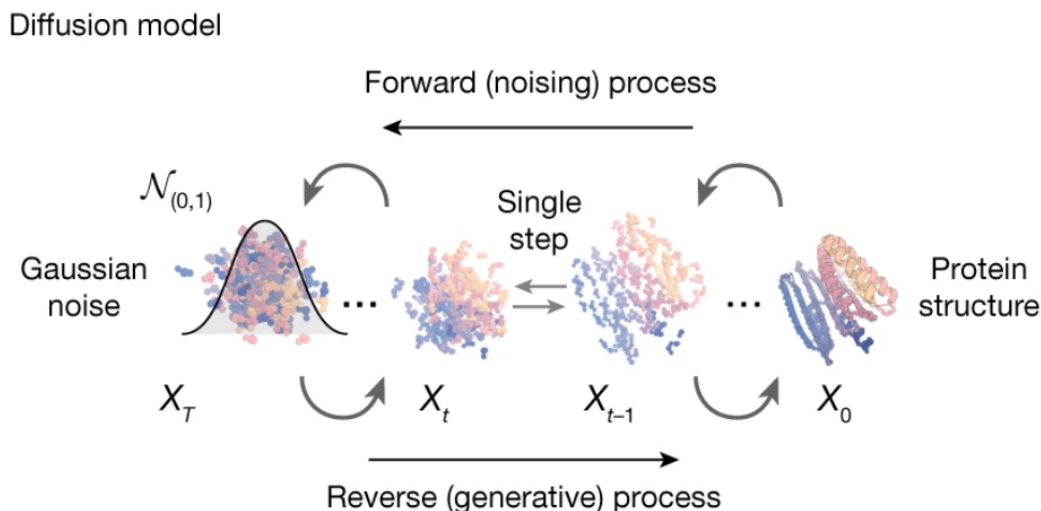 Diffusion model
Forward (noising) process
𝒩(0,1)
Single
step
Gaussian
noise
...
...
Protein
structure
X_T
X_t
X_{t–1}
X_0
Reverse (generative) process